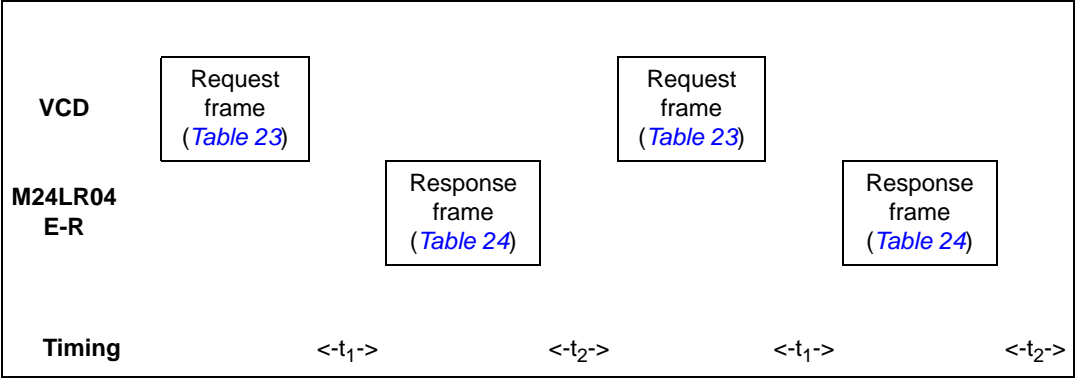 VCD
Request
frame
(Table 23)
Request
frame
(Table 23)
M24LR04
E-R
Response
frame
(Table 24)
Response
frame
(Table 24)
Timing
<-t1->
<-t2->
<-t1->
<-t2->